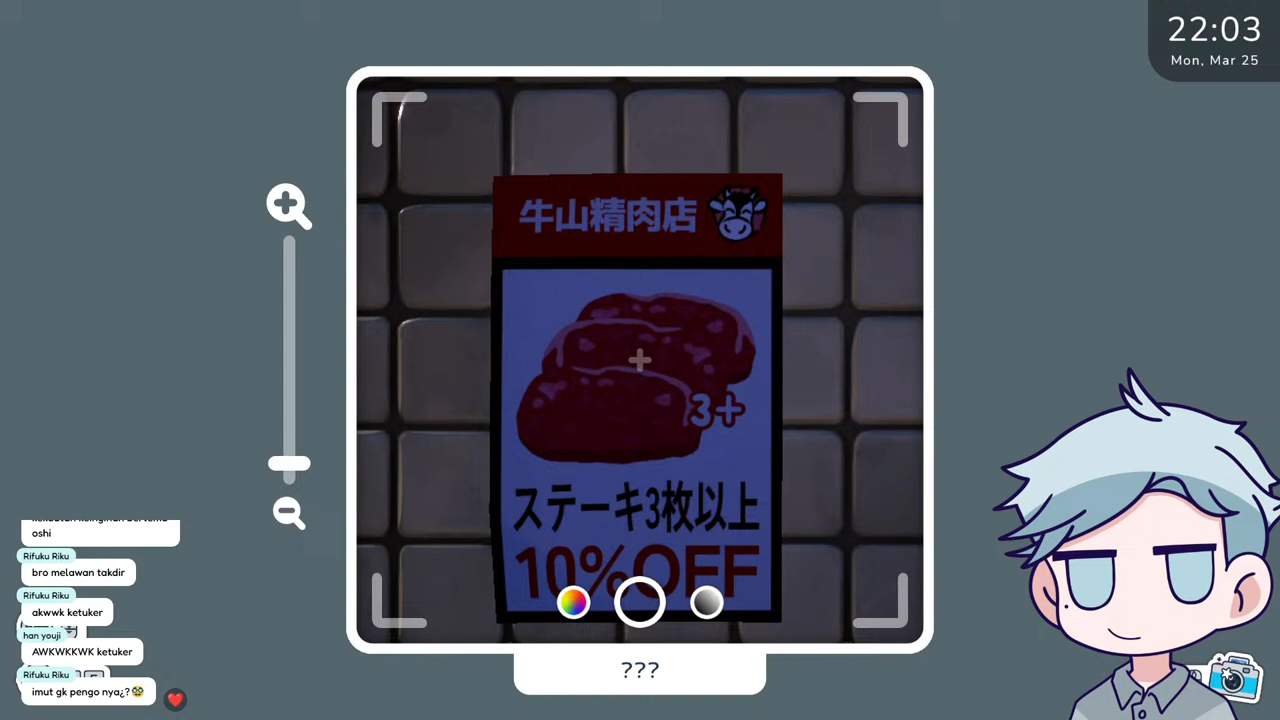 22:03
Mon, Mar 25
牛山精肉店
3+
ステーキ3枚以上
10%OFF
???
oshi
Rifuku Riku
bro melawan takdir
Rifuku Riku
akwwk ketuker
han youji
AWKWKKWK ketuker
Rifuku Riku
imut gk pengo nya¿?🥸